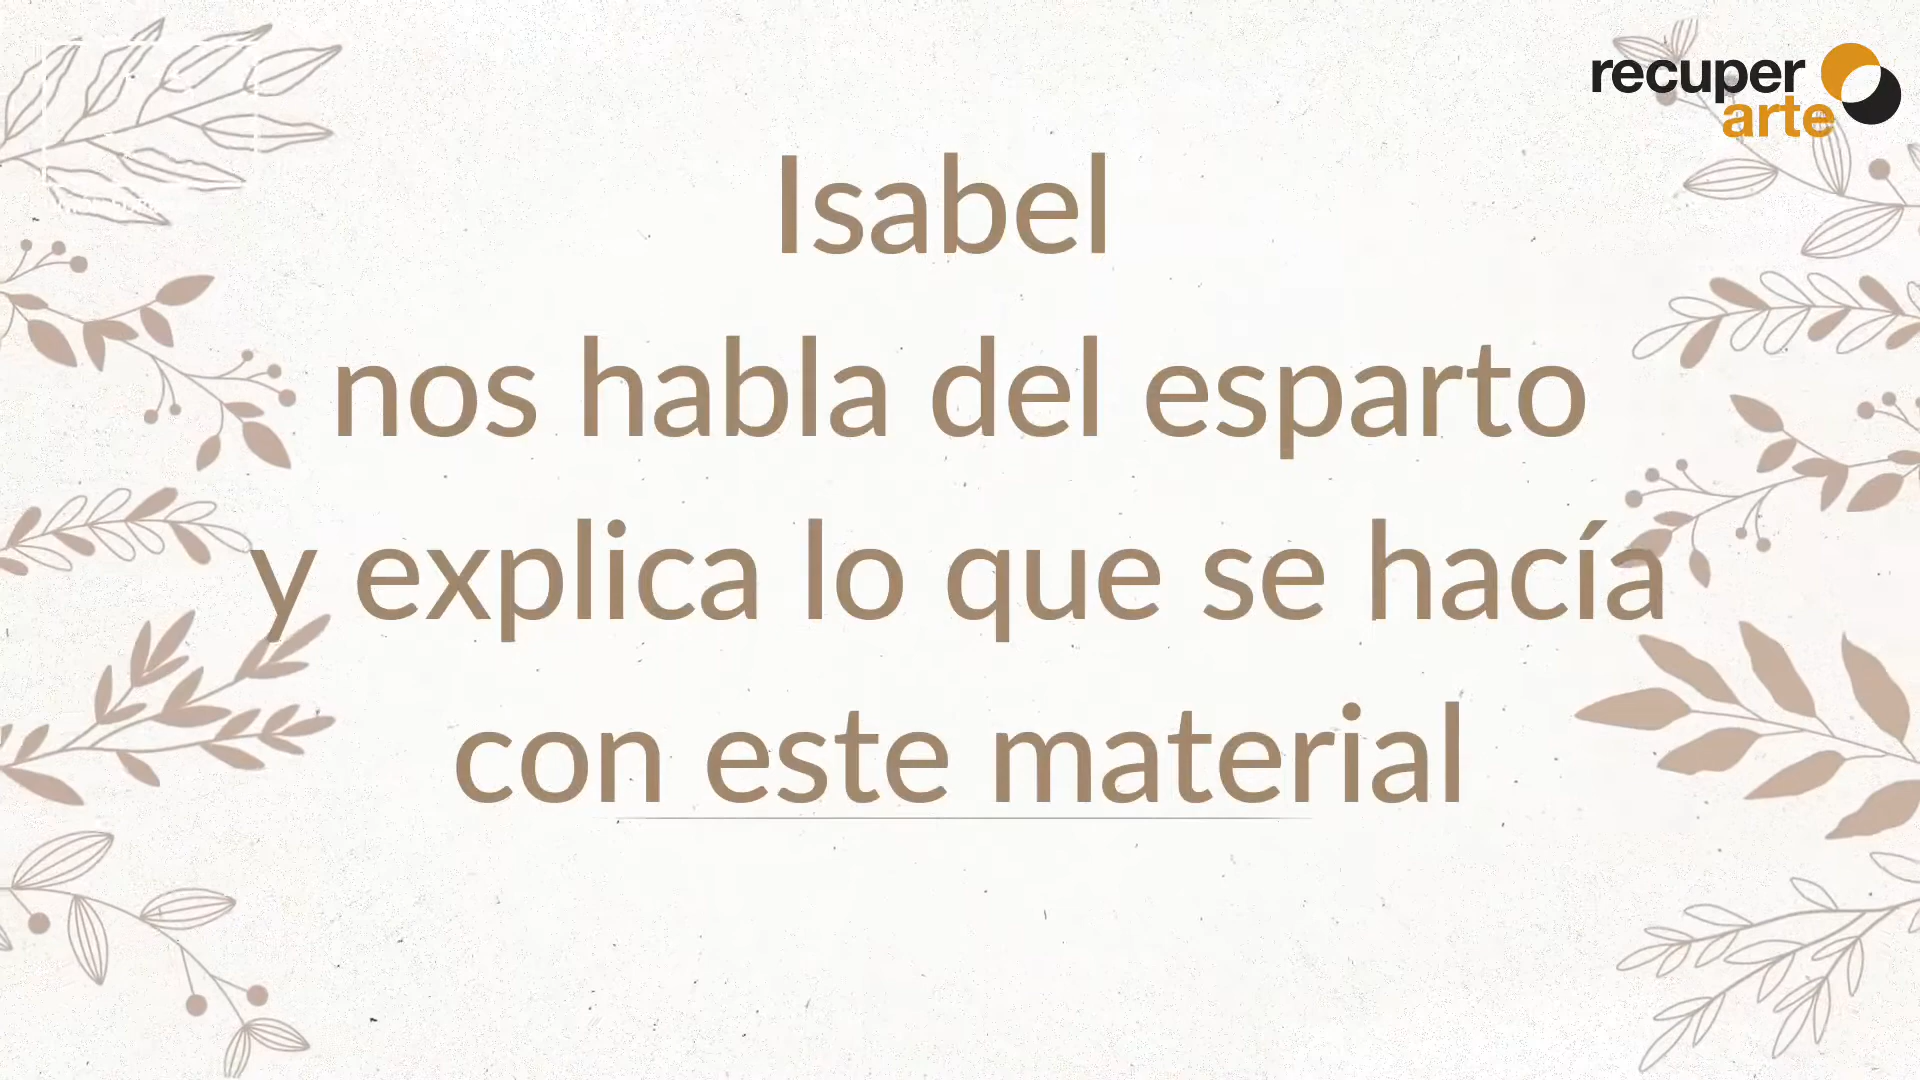 recuper
arte
Isabel
nos habla del esparto
y explica lo que se hacía
con este material